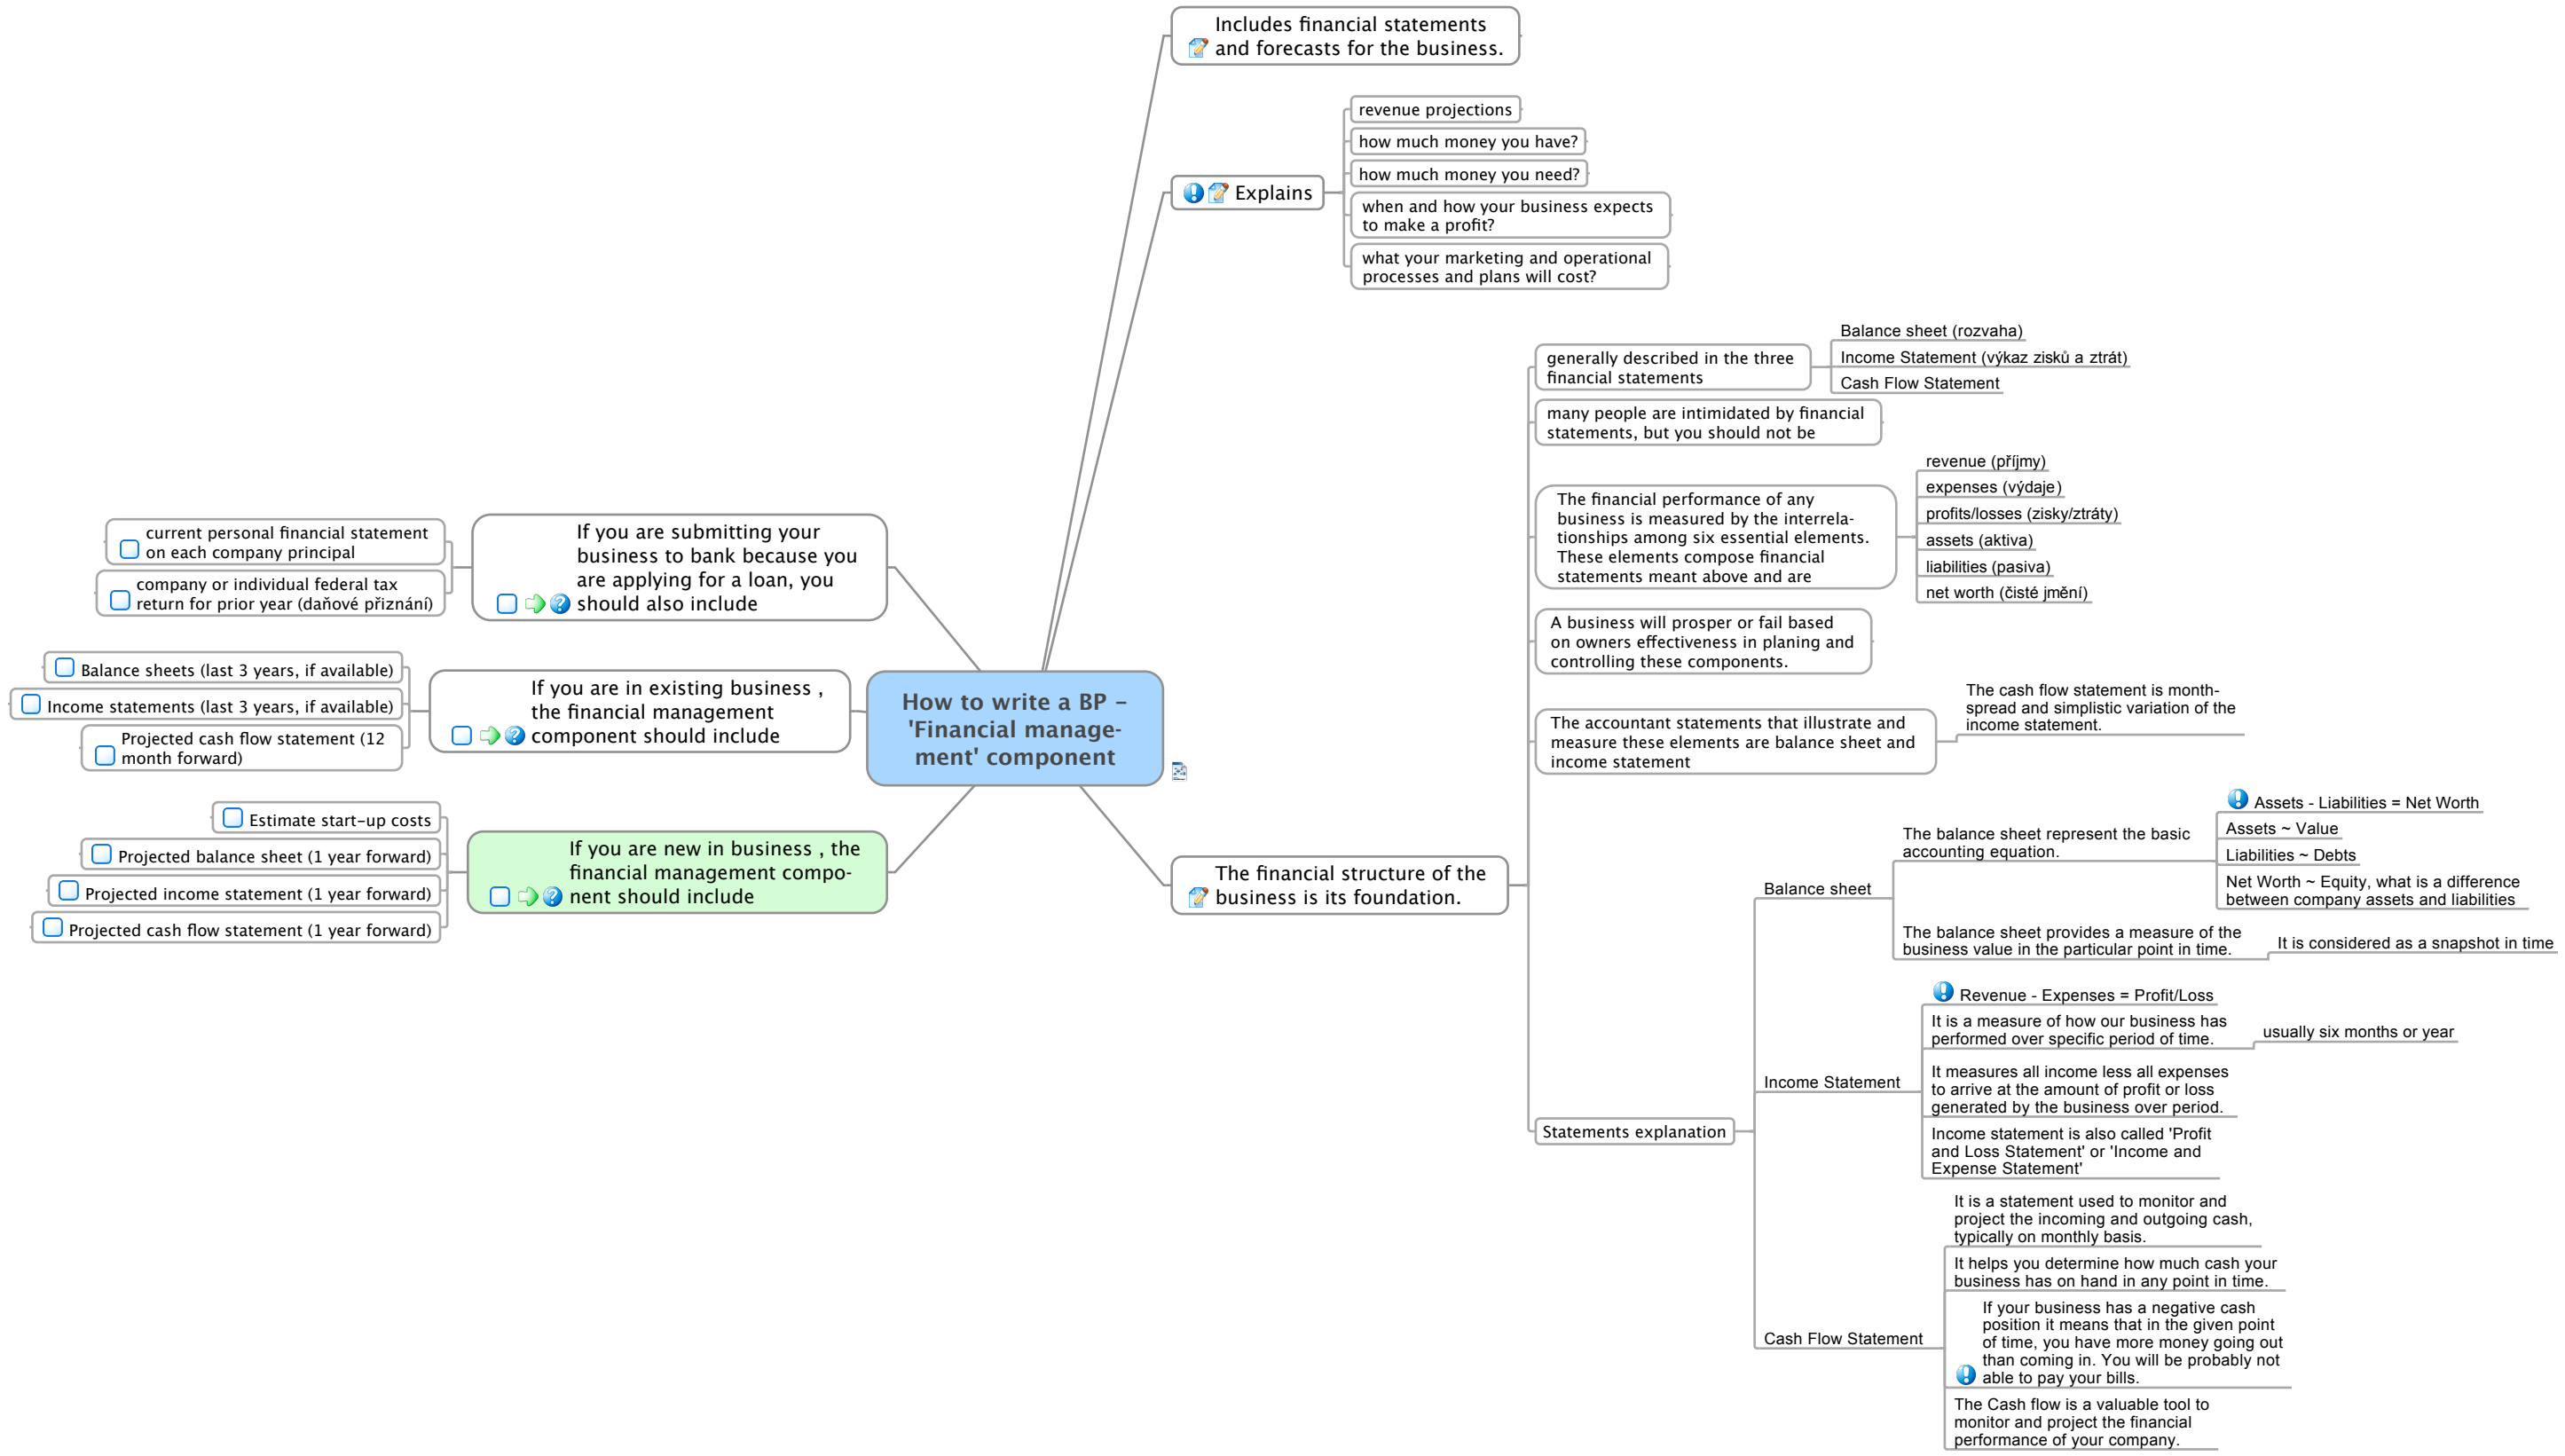 Includes financial statements
and forecasts for the business.
Explains
revenue projections
how much money you have?
how much money you need?
when and how your business expects
to make a profit?
what your marketing and operational
processes and plans will cost?
How to write a BP –
'Financial manage-
ment' component
If you are submitting your
business to bank because you
are applying for a loan, you
should also include
current personal financial statement
on each company principal
company or individual federal tax
return for prior year (daňové přiznání)
If you are in existing business ,
the financial management
component should include
Balance sheets (last 3 years, if available)
Income statements (last 3 years, if available)
Projected cash flow statement (12
month forward)
If you are new in business , the
financial management compo-
nent should include
Estimate start-up costs
Projected balance sheet (1 year forward)
Projected income statement (1 year forward)
Projected cash flow statement (1 year forward)
The financial structure of the
business is its foundation.
generally described in the three
financial statements
Balance sheet (rozvaha)
Income Statement (výkaz zisků a ztrát)
Cash Flow Statement
many people are intimidated by financial
statements, but you should not be
The financial performance of any
business is measured by the interrela-
tionships among six essential elements.
These elements compose financial
statements meant above and are
revenue (příjmy)
expenses (výdaje)
profits/losses (zisky/ztráty)
assets (aktiva)
liabilities (pasiva)
net worth (čisté jmění)
A business will prosper or fail based
on owners effectiveness in planing and
controlling these components.
The accountant statements that illustrate and
measure these elements are balance sheet and
income statement
The cash flow statement is month-
spread and simplistic variation of the
income statement.
Statements explanation
Balance sheet
The balance sheet represent the basic
accounting equation.
Assets - Liabilities = Net Worth
Assets ~ Value
Liabilities ~ Debts
Net Worth ~ Equity, what is a difference
between company assets and liabilities
The balance sheet provides a measure of the
business value in the particular point in time.
It is considered as a snapshot in time
Income Statement
Revenue - Expenses = Profit/Loss
It is a measure of how our business has
performed over specific period of time.
usually six months or year
It measures all income less all expenses
to arrive at the amount of profit or loss
generated by the business over period.
Income statement is also called 'Profit
and Loss Statement' or 'Income and
Expense Statement'
Cash Flow Statement
It is a statement used to monitor and
project the incoming and outgoing cash,
typically on monthly basis.
It helps you determine how much cash your
business has on hand in any point in time.
If your business has a negative cash
position it means that in the given point
of time, you have more money going out
than coming in. You will be probably not
able to pay your bills.
The Cash flow is a valuable tool to
monitor and project the financial
performance of your company.